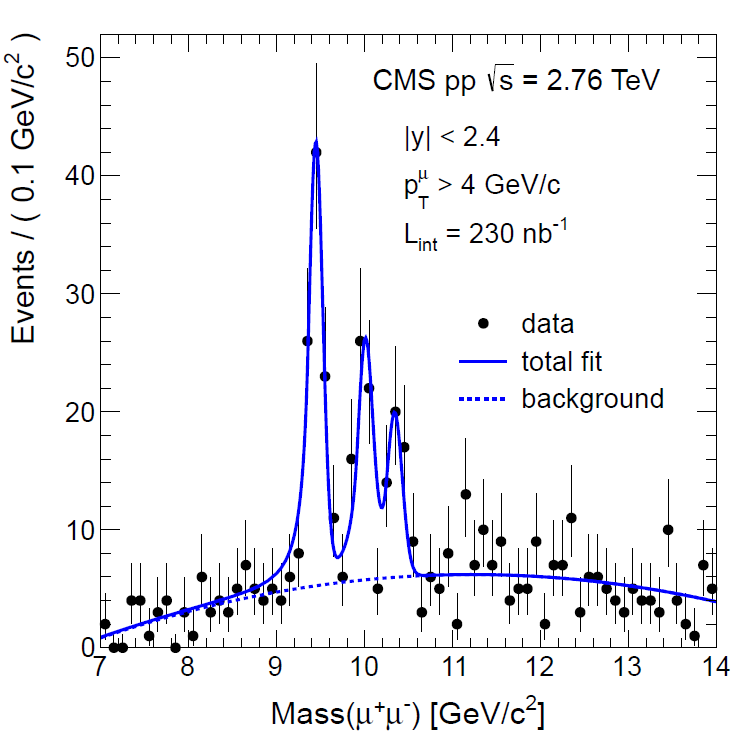 Events / ( 0.1 GeV/c² )
50
40
30
20
10
0
CMS pp √s = 2.76 TeV
|y| < 2.4
p_T^μ > 4 GeV/c
L_int = 230 nb⁻¹
data
total fit
background
7 8 9 10 11 12 13 14
Mass(μ⁺μ⁻) [GeV/c²]